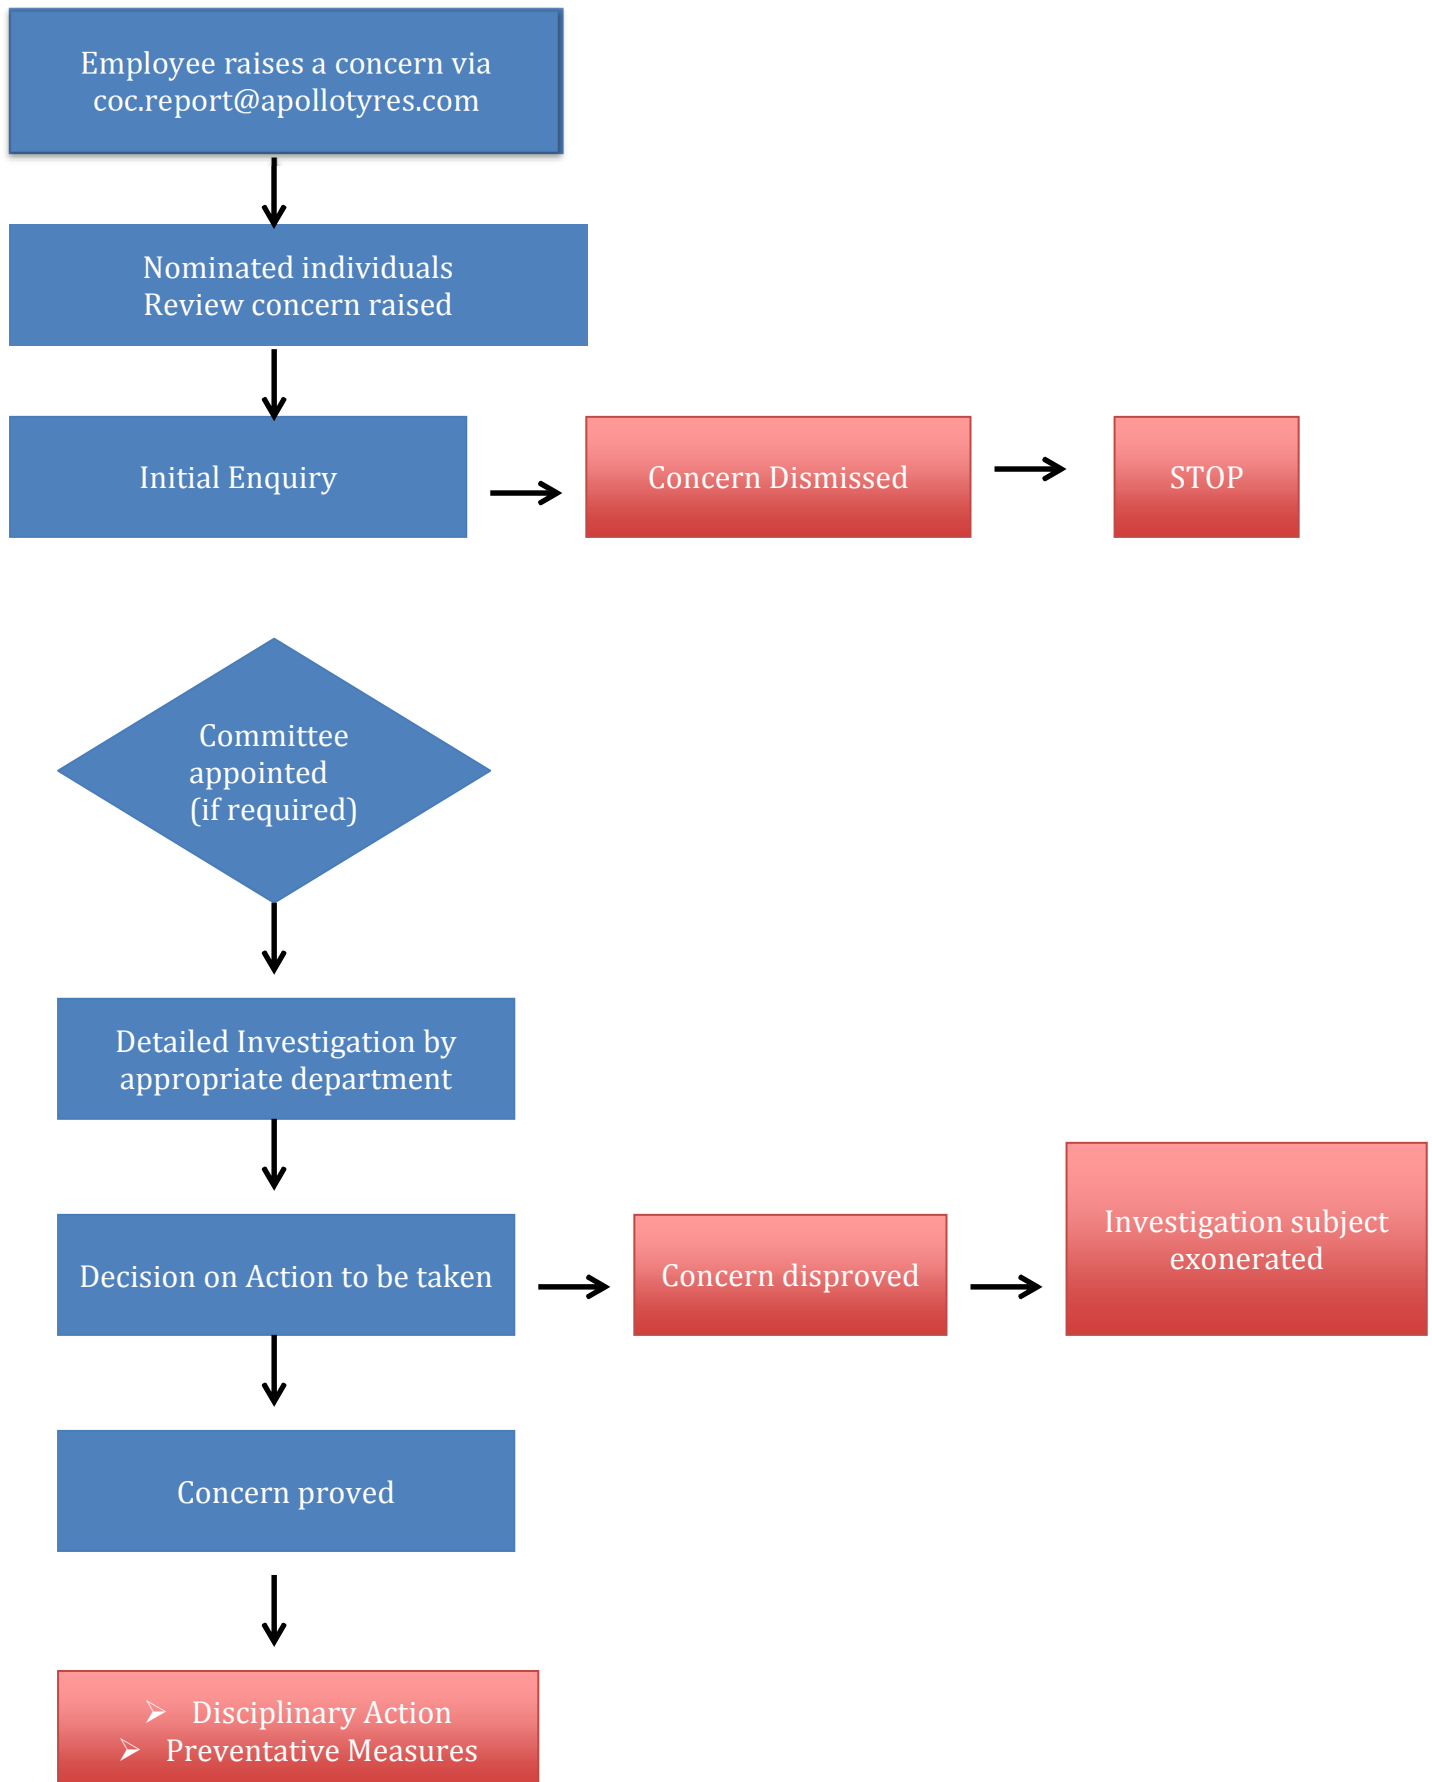 Employee raises a concern via
coc.report@apollotyres.com
Nominated individuals
Review concern raised
Initial Enquiry
Concern Dismissed
STOP
Committee
appointed
(if required)
Detailed Investigation by
appropriate department
Decision on Action to be taken
Concern disproved
Investigation subject
exonerated
Concern proved
➢ Disciplinary Action
➢ Preventative Measures